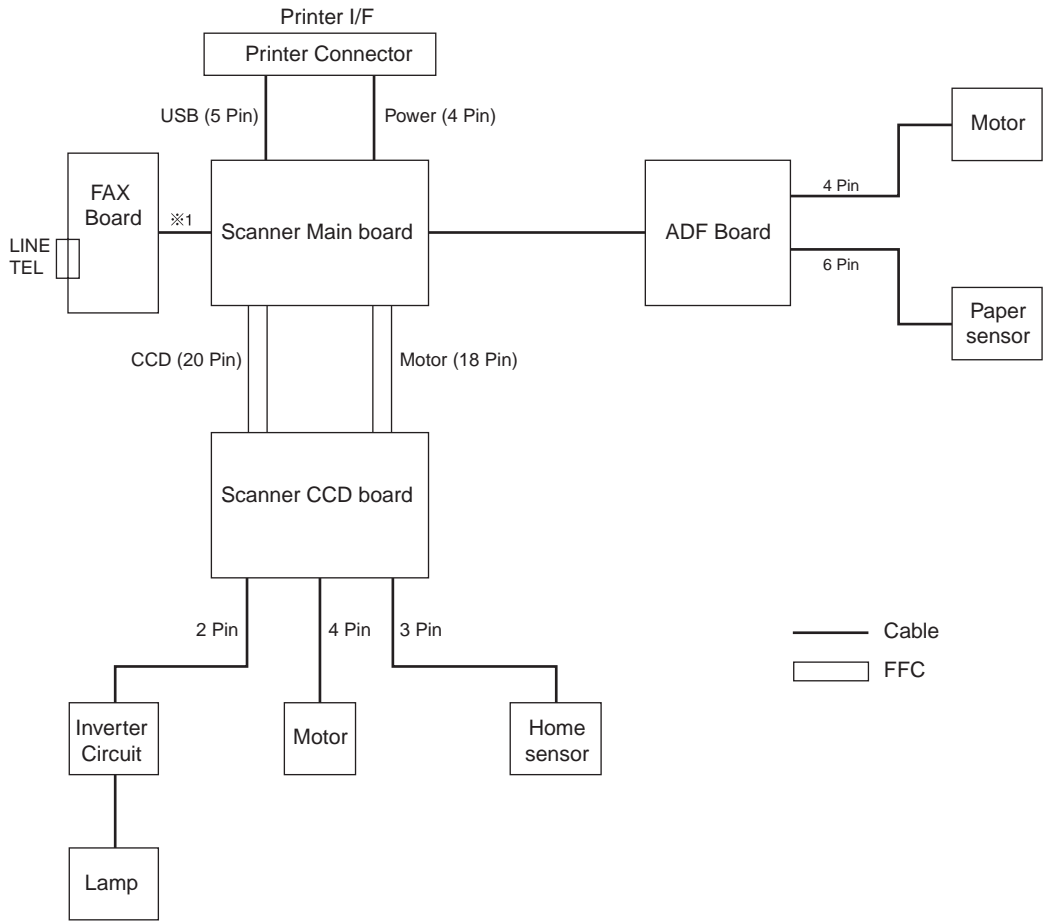 Printer I/F
Printer Connector
USB (5 Pin)
Power (4 Pin)
Motor
FAX
Board
※1
Scanner Main board
ADF Board
4 Pin
LINE
TEL
6 Pin
Paper
sensor
CCD (20 Pin)
Motor (18 Pin)
Scanner CCD board
2 Pin
4 Pin
3 Pin
Cable
FFC
Inverter
Circuit
Motor
Home
sensor
Lamp